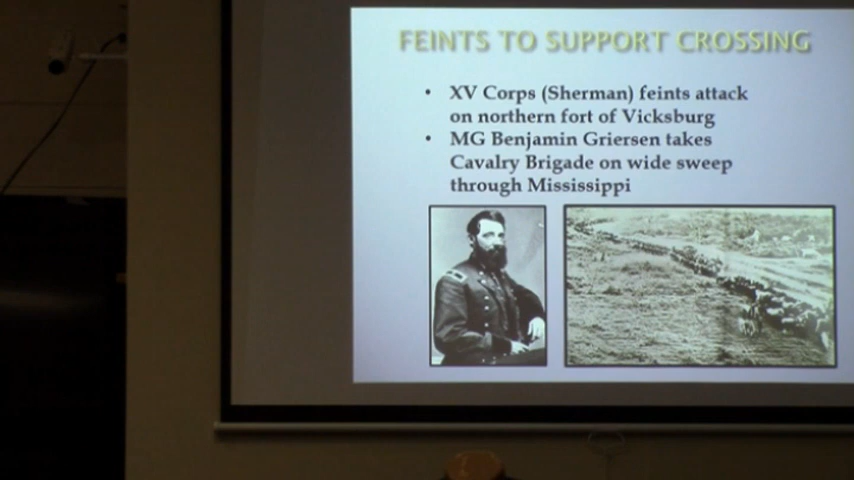 FEINTS TO SUPPORT CROSSING
• XV Corps (Sherman) feints attack
on northern fort of Vicksburg
• MG Benjamin Griersen takes
Cavalry Brigade on wide sweep
through Mississippi